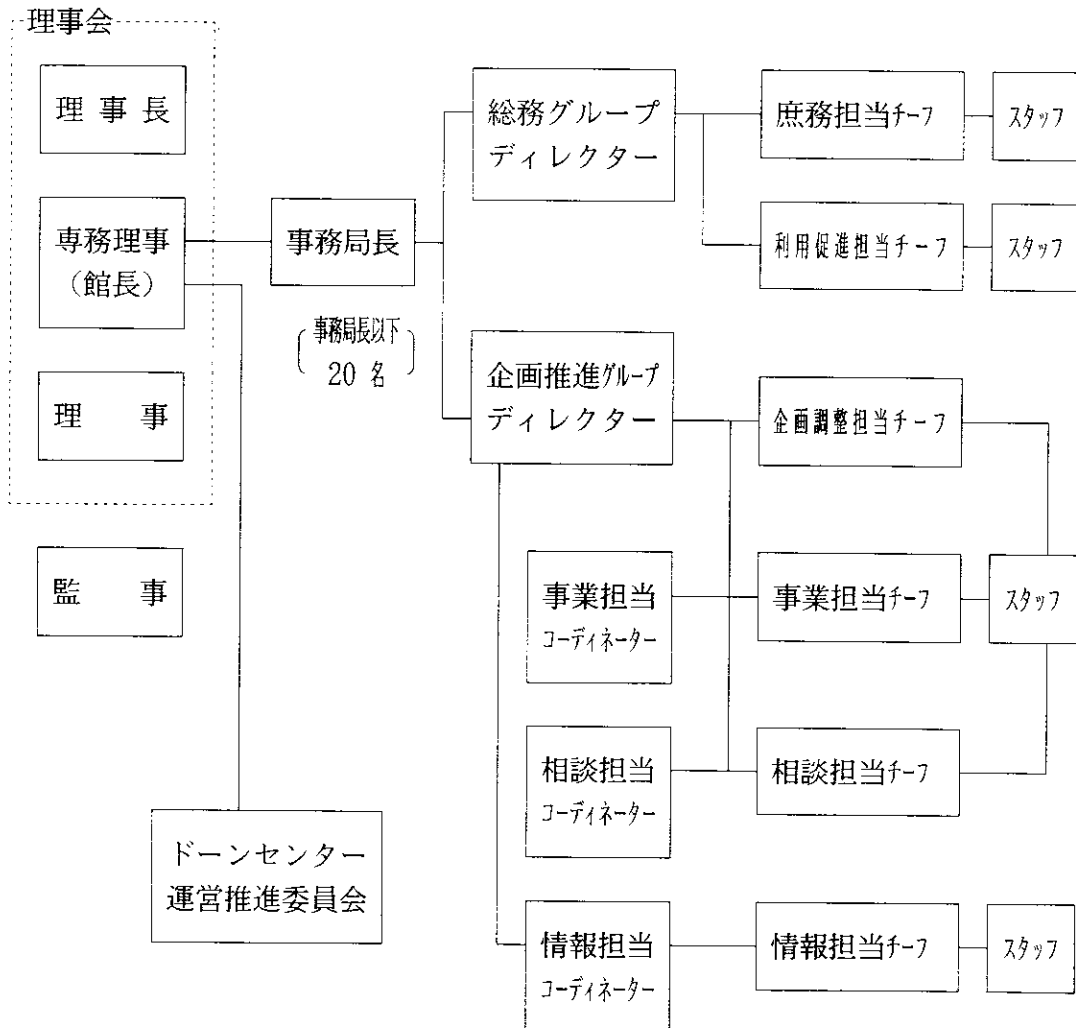 理事会
理事長
専務理事
(館長)
理事
監事
ドーンセンター
運営推進委員会
事務局長
事務局長以下
20名
総務グループ
ディレクター
庶務担当チーフ
スタッフ
利用促進担当チーフ
スタッフ
企画推進グループ
ディレクター
企画調整担当チーフ
事業担当
コーディネーター
事業担当チーフ
スタッフ
相談担当
コーディネーター
相談担当チーフ
情報担当
コーディネーター
情報担当チーフ
スタッフ